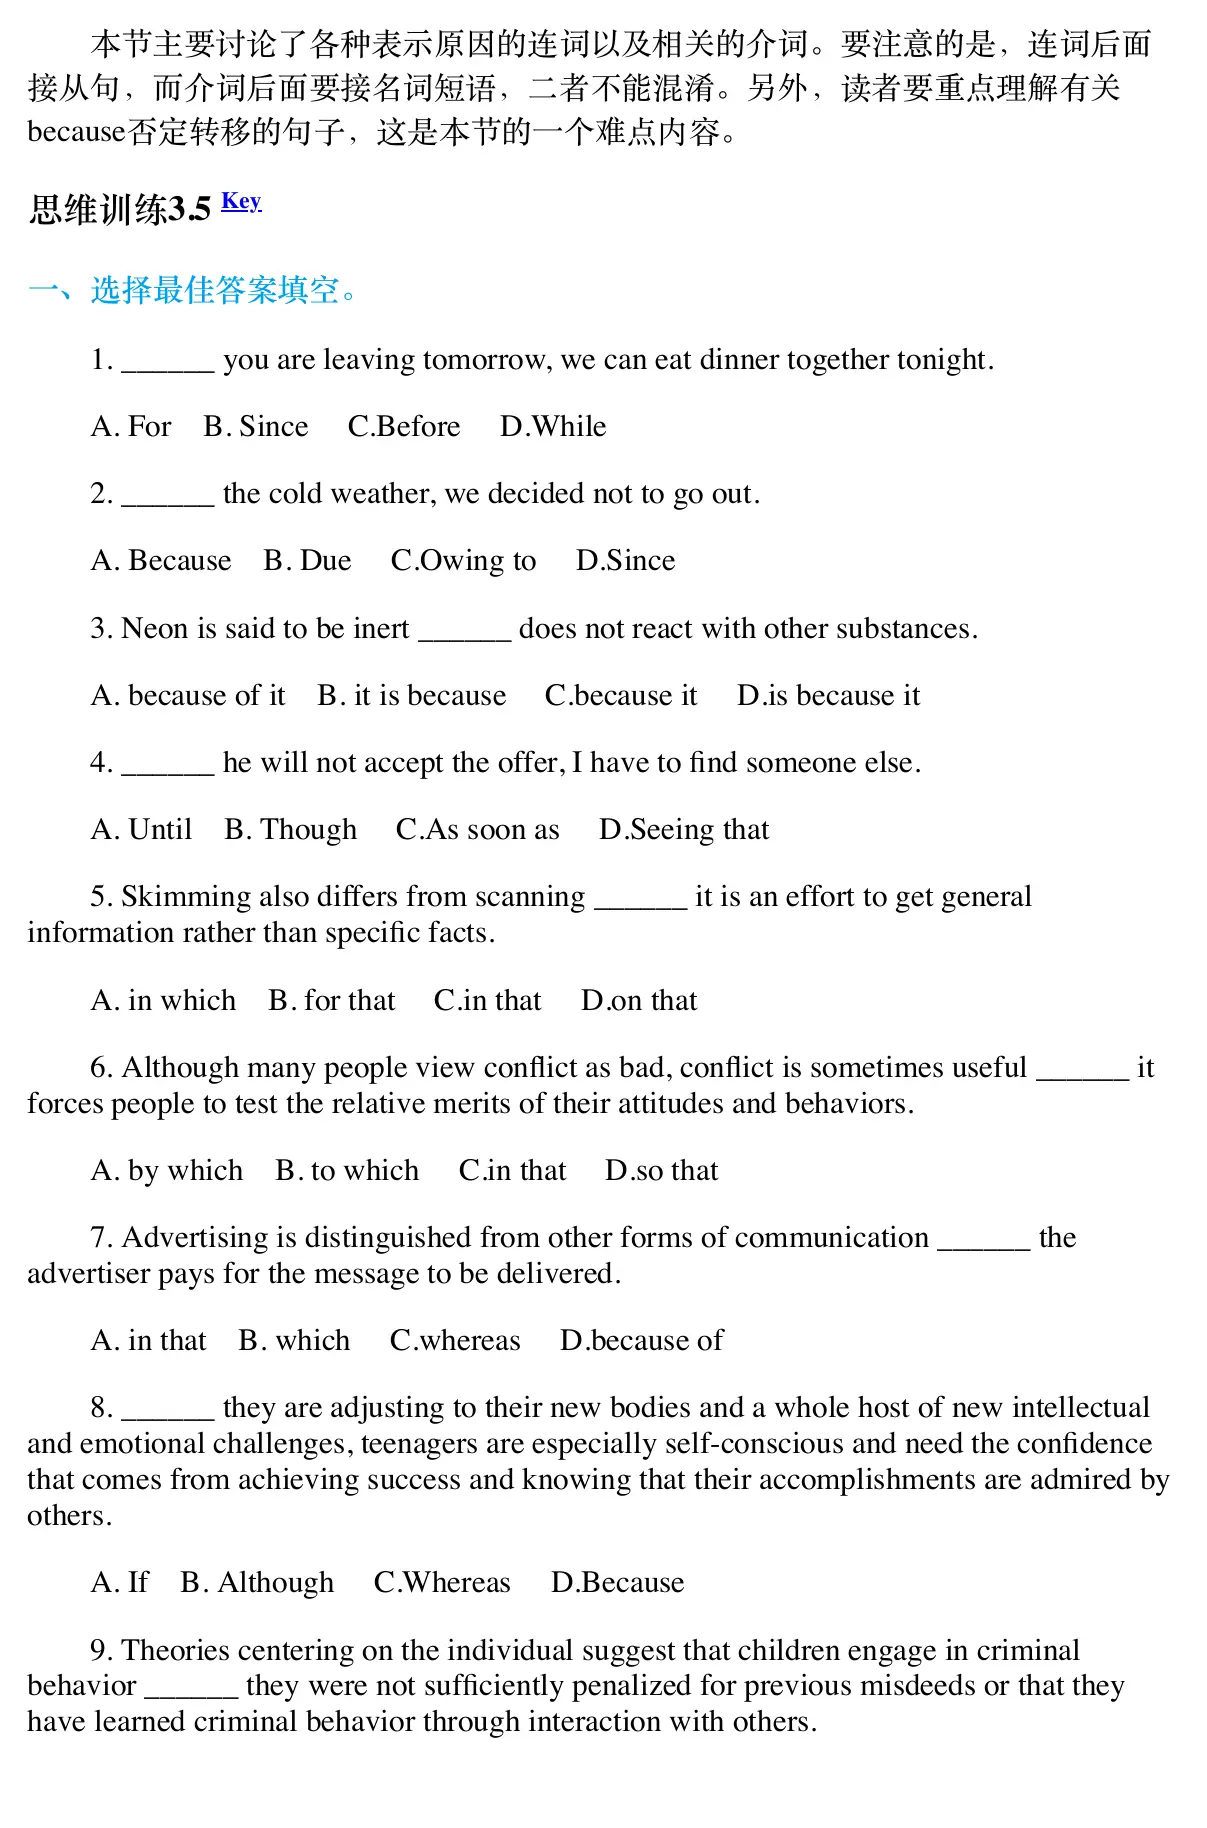 本节主要讨论了各种表示原因的连词以及相关的介词。要注意的是，连词后面
接从句，而介词后面要接名词短语，二者不能混淆。另外，读者要重点理解有关
because否定转移的句子，这是本节的一个难点内容。
思维训练3.5 Key
一、选择最佳答案填空。
1. ______ you are leaving tomorrow, we can eat dinner together tonight.
A. For B. Since C.Before D.While
2. ______ the cold weather, we decided not to go out.
A. Because B. Due C.Owing to D.Since
3. Neon is said to be inert ______ does not react with other substances.
A. because of it B. it is because C.because it D.is because it
4. ______ he will not accept the offer, I have to find someone else.
A. Until B. Though C.As soon as D.Seeing that
5. Skimming also differs from scanning ______ it is an effort to get general
information rather than specific facts.
A. in which B. for that C.in that D.on that
6. Although many people view conflict as bad, conflict is sometimes useful ______ it
forces people to test the relative merits of their attitudes and behaviors.
A. by which B. to which C.in that D.so that
7. Advertising is distinguished from other forms of communication ______ the
advertiser pays for the message to be delivered.
A. in that B. which C.whereas D.because of
8. ______ they are adjusting to their new bodies and a whole host of new intellectual
and emotional challenges, teenagers are especially self-conscious and need the confidence
that comes from achieving success and knowing that their accomplishments are admired by
others.
A. If B. Although C.Whereas D.Because
9. Theories centering on the individual suggest that children engage in criminal
behavior ______ they were not sufficiently penalized for previous misdeeds or that they
have learned criminal behavior through interaction with others.